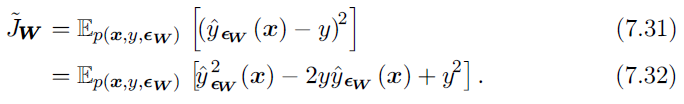 J̃_W = 𝔼_{p(x,y,ϵ_W)} [(ŷ_{ϵ_W}(x) − y)²] (7.31)
= 𝔼_{p(x,y,ϵ_W)} [ŷ²_{ϵ_W}(x) − 2yŷ_{ϵ_W}(x) + y²]. (7.32)